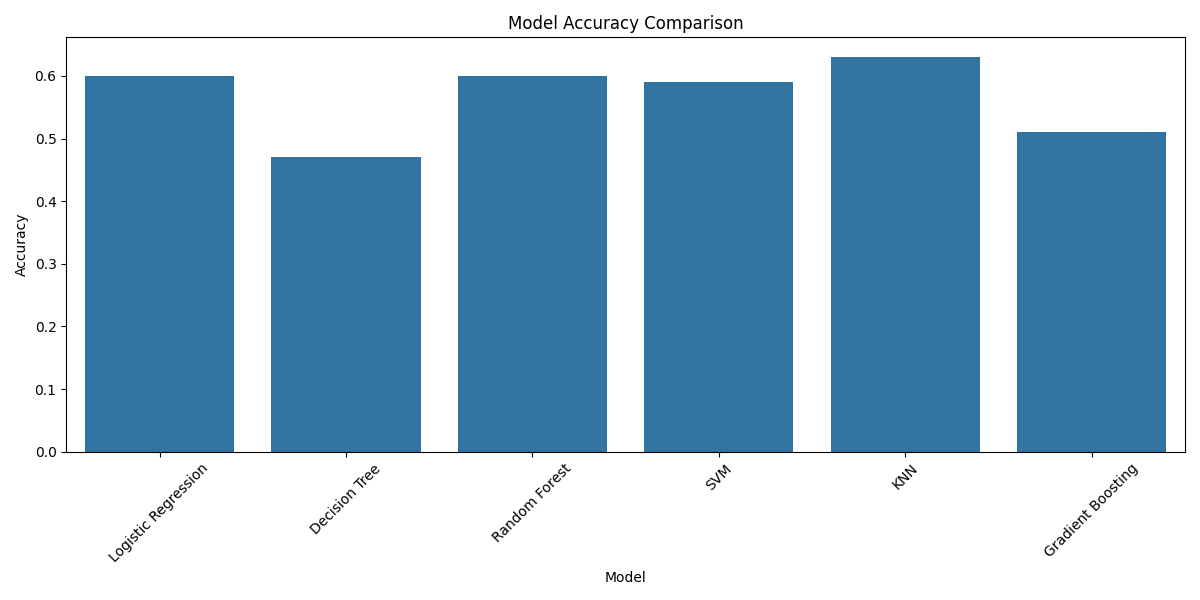 Model Accuracy Comparison
Accuracy
0.6
0.5
0.4
0.3
0.2
0.1
0.0
Logistic Regression
Decision Tree
Random Forest
SVM
KNN
Gradient Boosting
Model